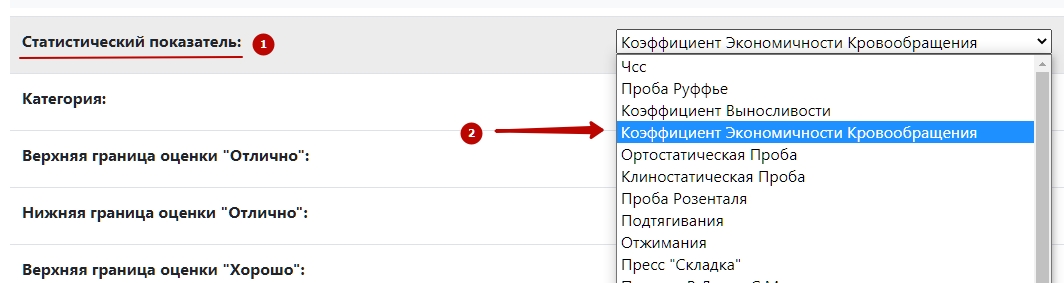 Статистический показатель: 1
Коэффициент Экономичности Кровообращения
Чсс
Проба Руффье
Категория:
Коэффициент Выносливости
2
Коэффициент Экономичности Кровообращения
Верхняя граница оценки "Отлично":
Ортостатическая Проба
Клиностатическая Проба
Проба Розенталя
Нижняя граница оценки "Отлично":
Подтягивания
Отжимания
Верхняя граница оценки "Хорошо":
Пресс "Складка"